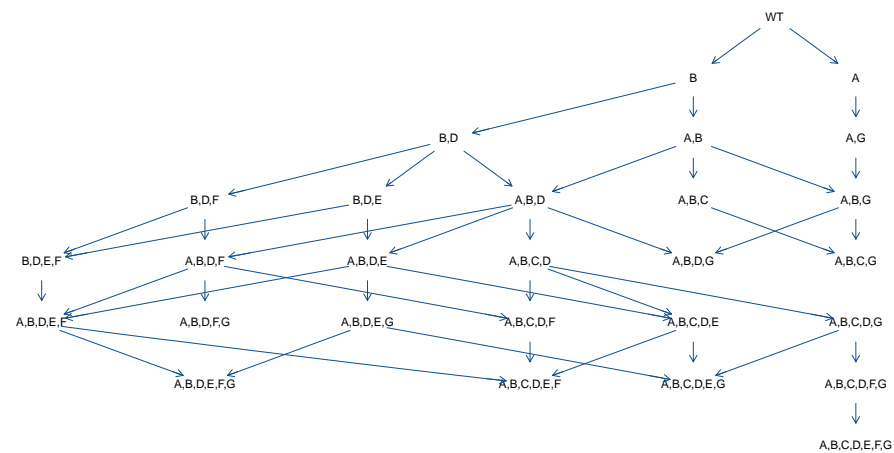 WT
B
A
B,D
A,B
A,G
B,D,F
B,D,E
A,B,D
A,B,C
A,B,G
B,D,E,F
A,B,D,F
A,B,D,E
A,B,C,D
A,B,D,G
A,B,C,G
A,B,D,E,F
A,B,D,F,G
A,B,D,E,G
A,B,C,D,F
A,B,C,D,E
A,B,C,D,G
A,B,D,E,F,G
A,B,C,D,E,F
A,B,C,D,E,G
A,B,C,D,F,G
A,B,C,D,E,F,G